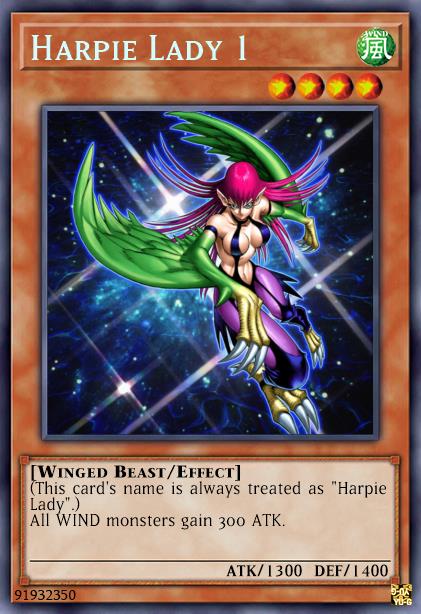 Harpie Lady 1
WIND
風
[Winged Beast/Effect]
(This card's name is always treated as "Harpie
Lady".)
All WIND monsters gain 300 ATK.
ATK/1300 DEF/1400
91932350